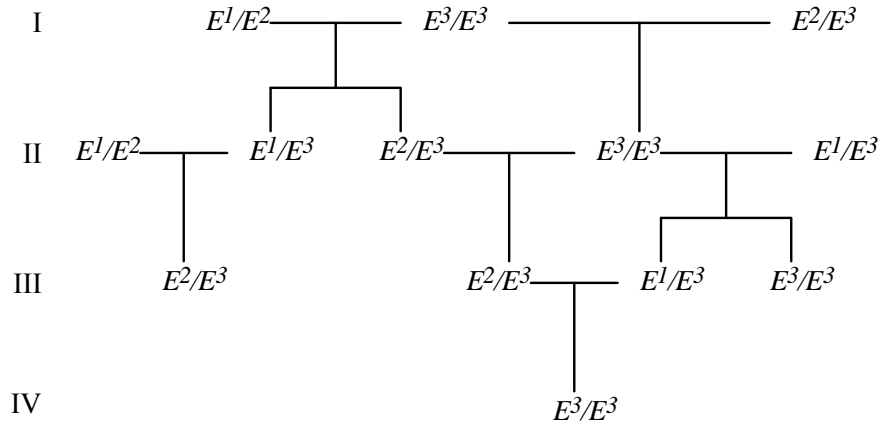 I E¹/E² E³/E³ E²/E³
II E¹/E² E¹/E³ E²/E³ E³/E³ E¹/E³
III E²/E³ E²/E³ E¹/E³ E³/E³
IV E³/E³